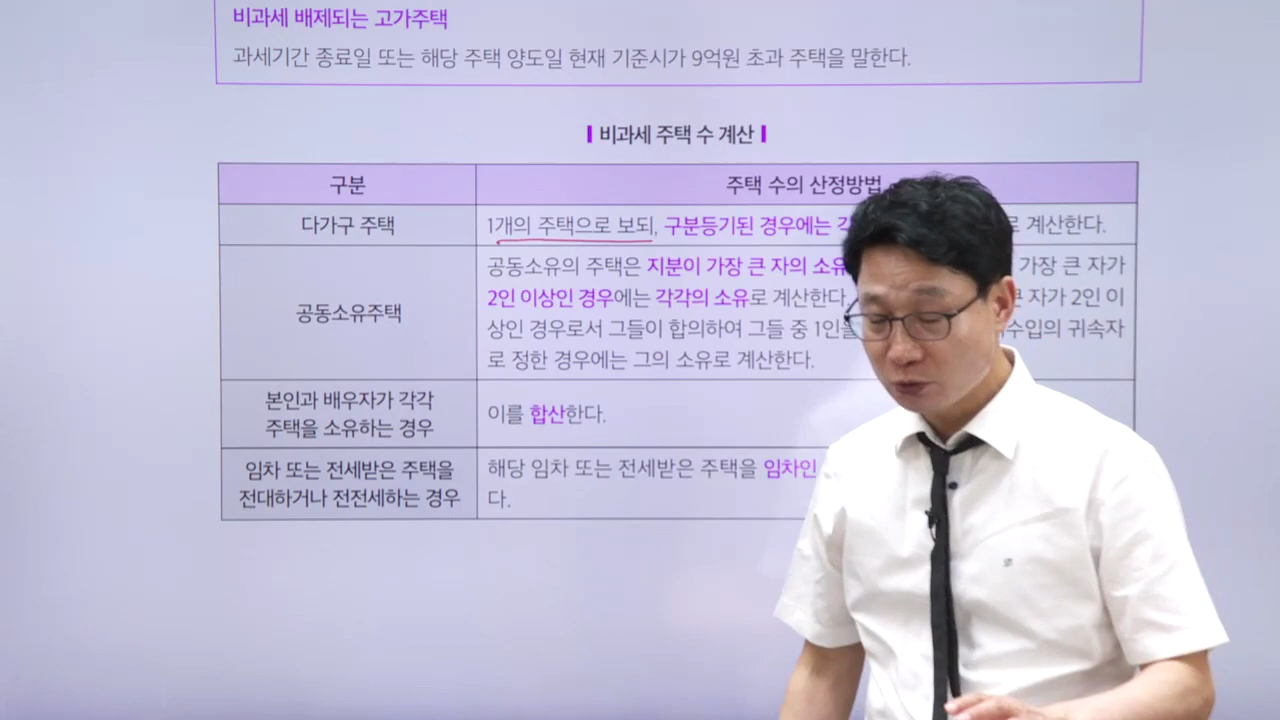 비과세 배제되는 고가주택
과세기간 종료일 또는 해당 주택 양도일 현재 기준시가 9억원 초과 주택을 말한다.
비과세 주택 수 계산
구분
주택 수의 산정방법
다가구 주택
1개의 주택으로 보되, 구분등기된 경우에는 계산한다.
공동소유주택
공동소유의 주택은 지분이 가장 큰 자의 소유 가장 큰 자가
2인 이상인 경우에는 각각의 소유로 계산한다. 자가 2인 이
상인 경우로서 그들이 합의하여 그들 중 1인을 귀속자
로 정한 경우에는 그의 소유로 계산한다.
본인과 배우자가 각각
주택을 소유하는 경우
이를 합산한다.
임차 또는 전세받은 주택을
전대하거나 전전세하는 경우
해당 임차 또는 전세받은 주택을 임차인
다.